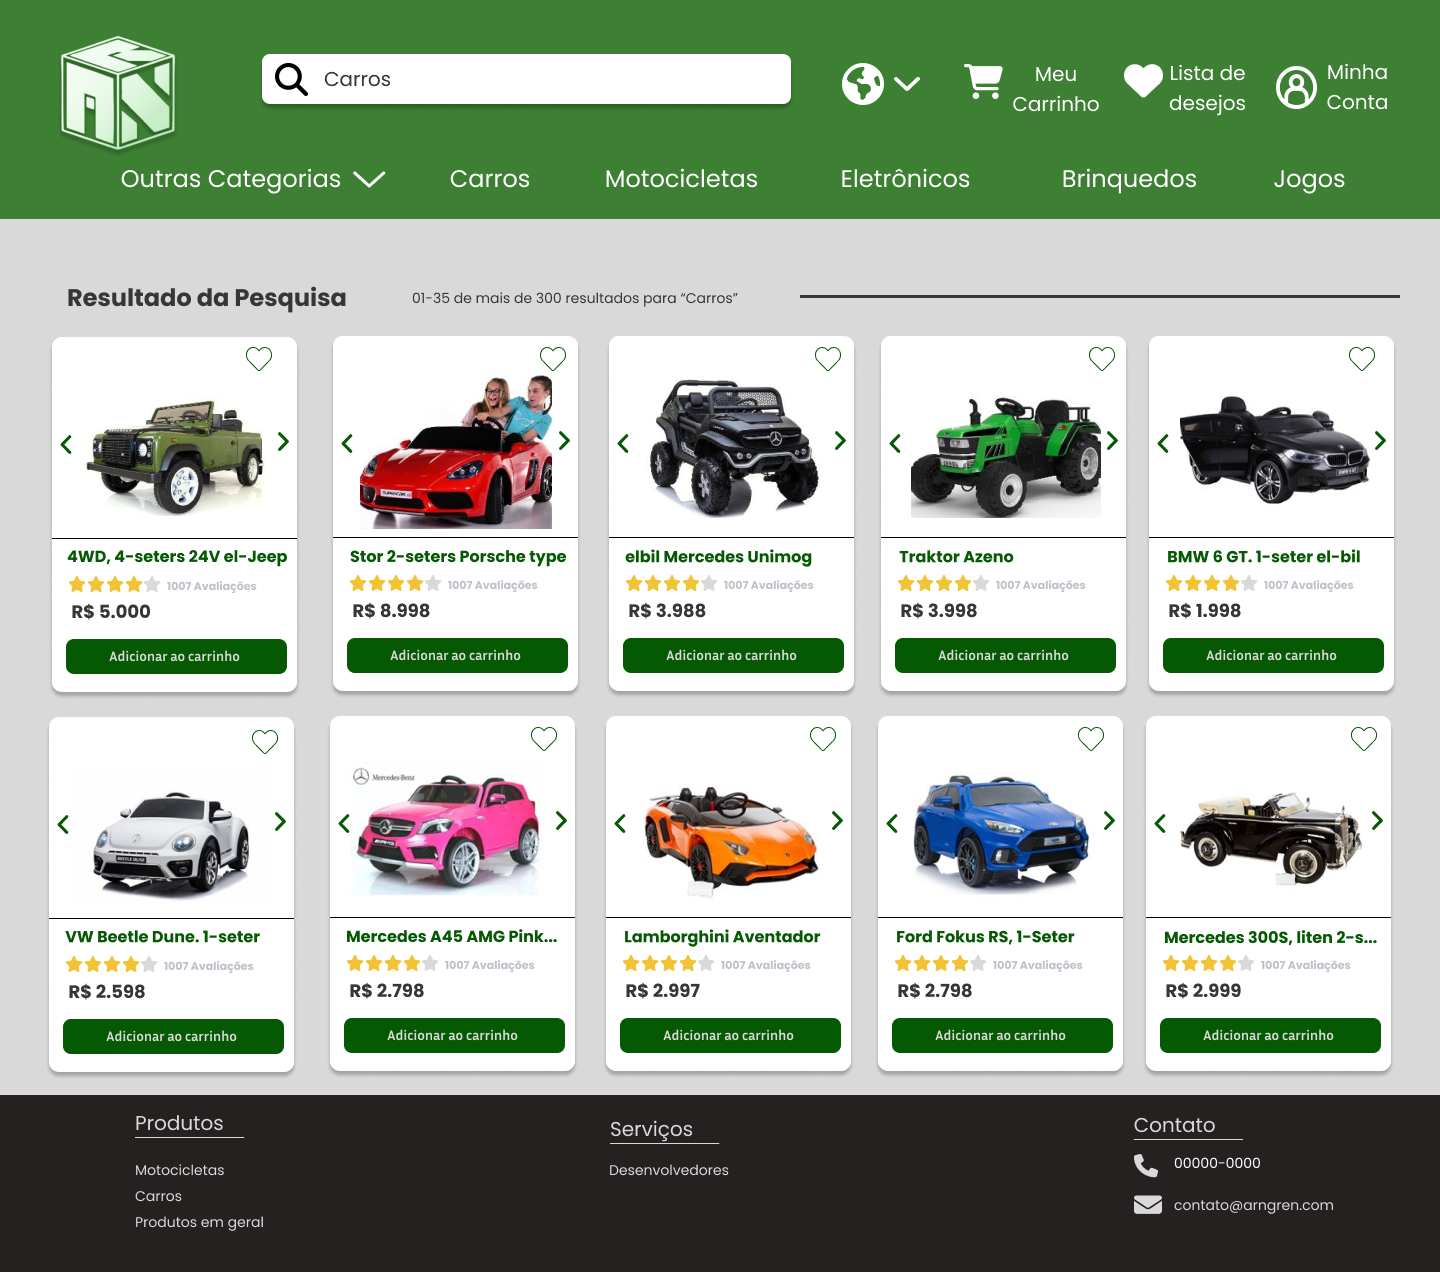 Carros
Meu
Carrinho
Lista de
desejos
Minha
Conta
Outras Categorias
Carros
Motocicletas
Eletrônicos
Brinquedos
Jogos
Resultado da Pesquisa
01-35 de mais de 300 resultados para “Carros”
4WD, 4-seters 24V el-Jeep
1007 Avaliações
R$ 5.000
Adicionar ao carrinho
Stor 2-seters Porsche type
1007 Avaliações
R$ 8.998
Adicionar ao carrinho
elbil Mercedes Unimog
1007 Avaliações
R$ 3.988
Adicionar ao carrinho
Traktor Azeno
1007 Avaliações
R$ 3.998
Adicionar ao carrinho
BMW 6 GT. 1-seter el-bil
1007 Avaliações
R$ 1.998
Adicionar ao carrinho
VW Beetle Dune. 1-seter
1007 Avaliações
R$ 2.598
Adicionar ao carrinho
Mercedes-Benz
Mercedes A45 AMG Pink...
1007 Avaliações
R$ 2.798
Adicionar ao carrinho
Lamborghini Aventador
1007 Avaliações
R$ 2.997
Adicionar ao carrinho
Ford Fokus RS, 1-Seter
1007 Avaliações
R$ 2.798
Adicionar ao carrinho
Mercedes 300S, liten 2-s...
1007 Avaliações
R$ 2.999
Adicionar ao carrinho
Produtos
Motocicletas
Carros
Produtos em geral
Serviços
Desenvolvedores
Contato
00000-0000
contato@arngren.com